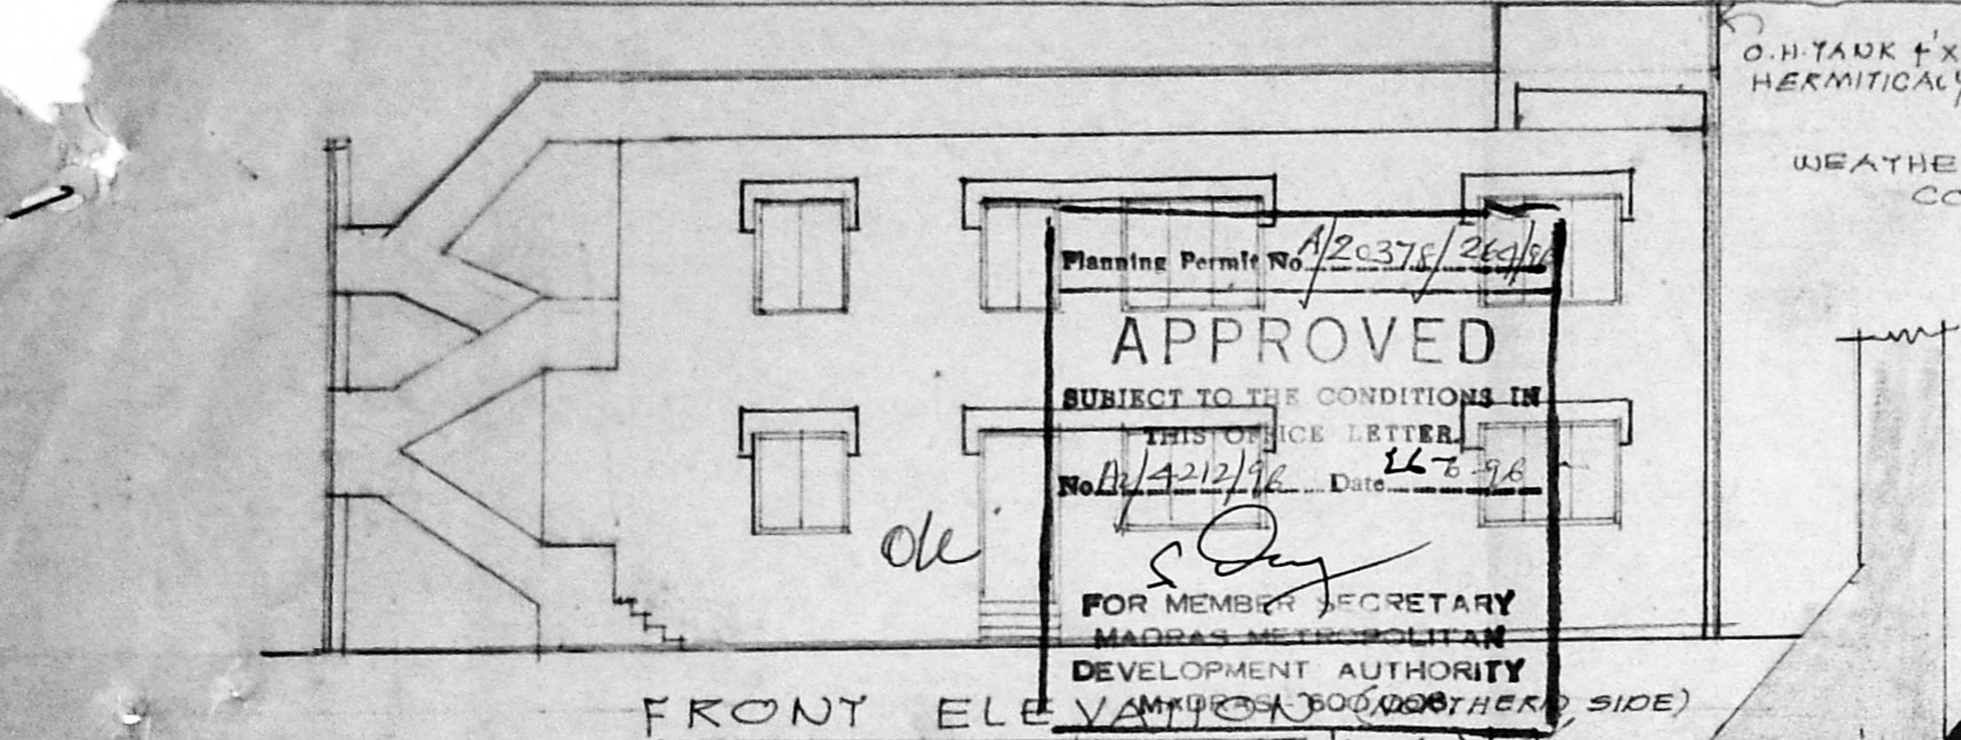 O.H.TANK 4'X
HERMITICALY
WEATHE
CO
Planning Permit No A/20378/264/96
APPROVED
SUBJECT TO THE CONDITIONS IN
THIS OFFICE LETTER.
No. A2/4212/96 Date 26-6-96
Ok
FOR MEMBER SECRETARY
MADRAS METROPOLITAN
DEVELOPMENT AUTHORITY
MADRAS - 600 008.
FRONT ELEVATION (NORTHERN SIDE)